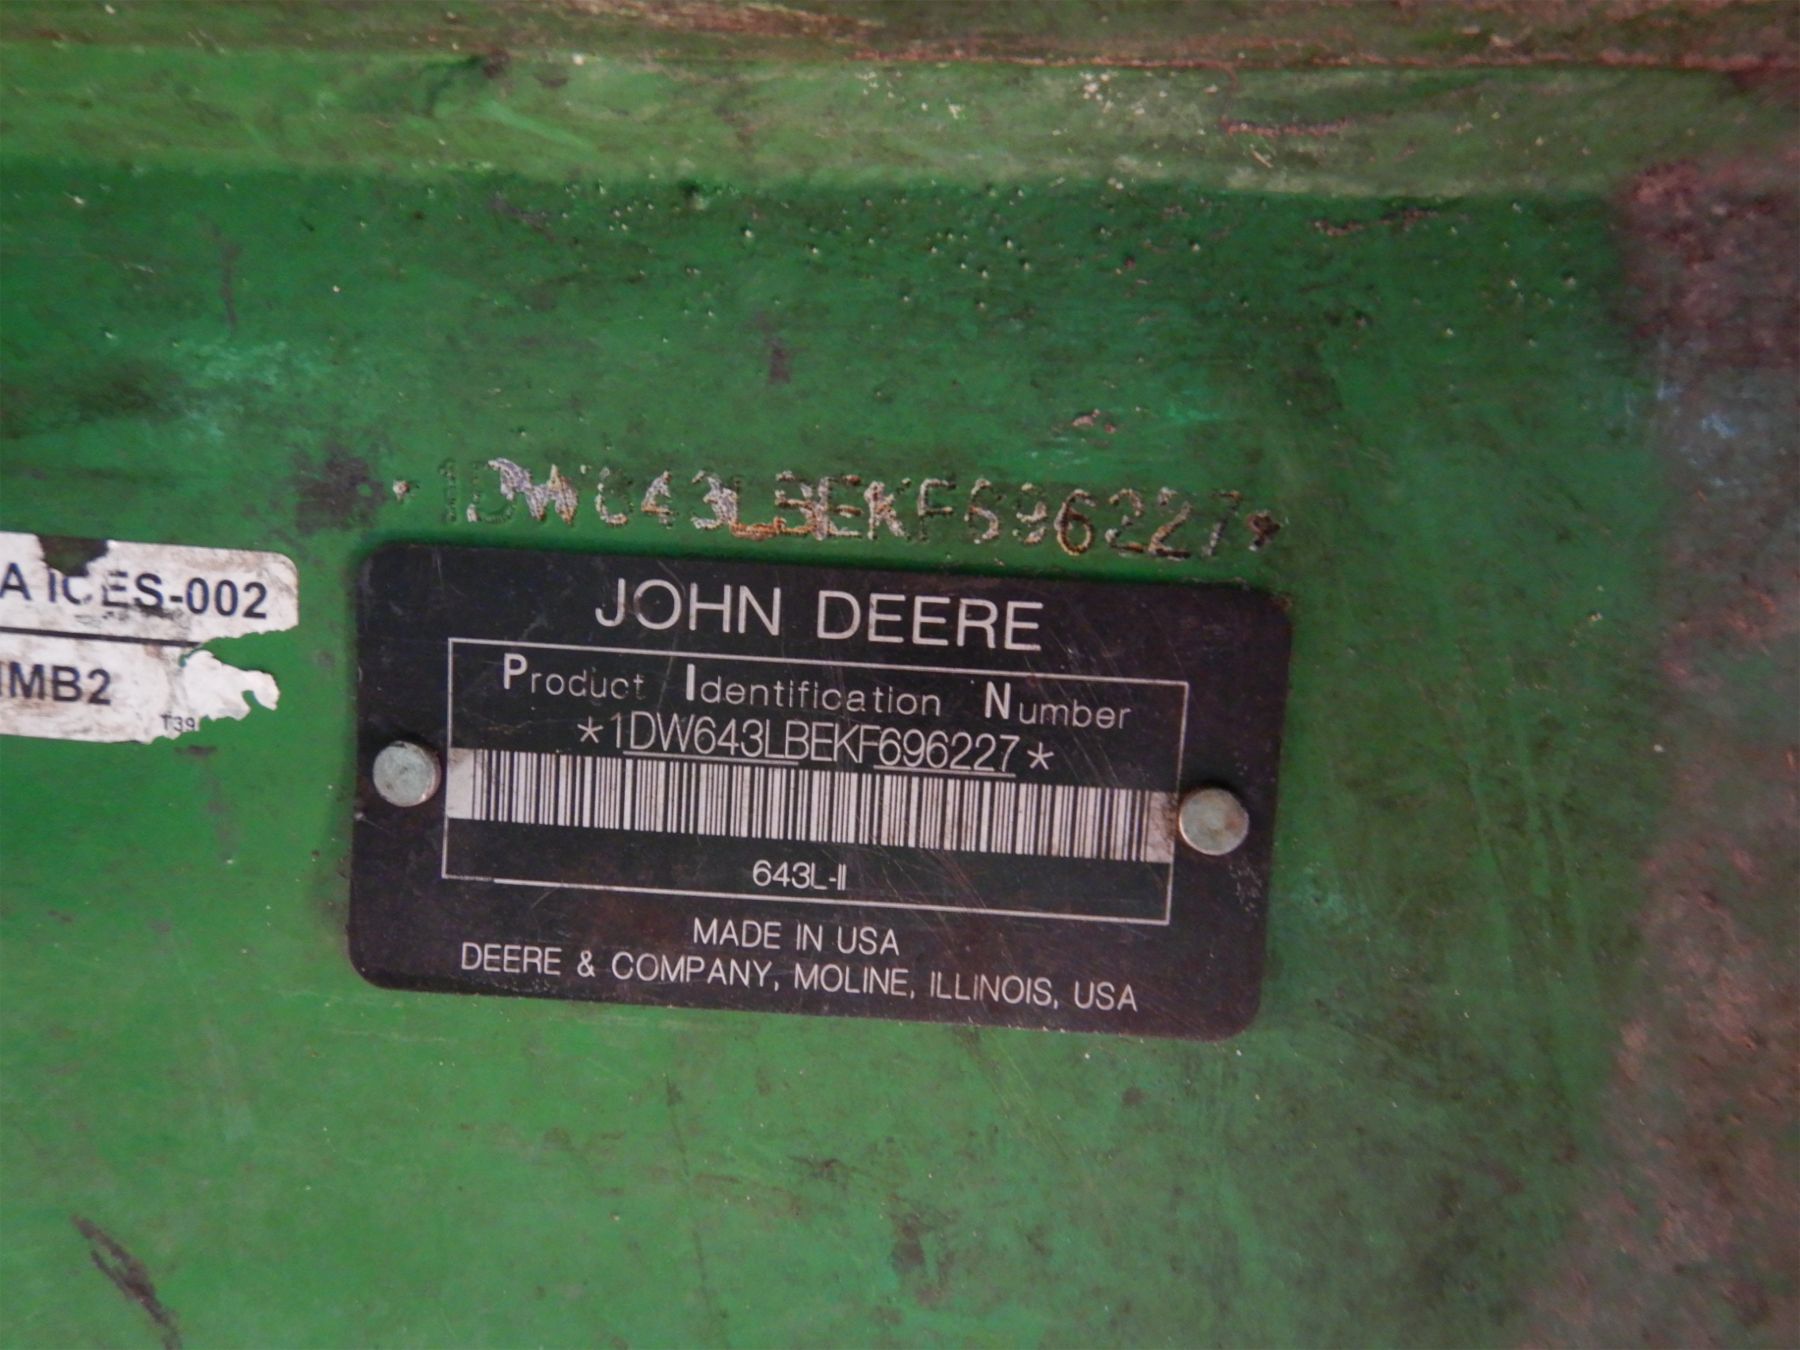 *1DW643LBEKF696227*
A ICES-002
MB2
T39
JOHN DEERE
Product Identification Number
*1DW643LBEKF696227*
643L-II
MADE IN USA
DEERE & COMPANY, MOLINE, ILLINOIS, USA